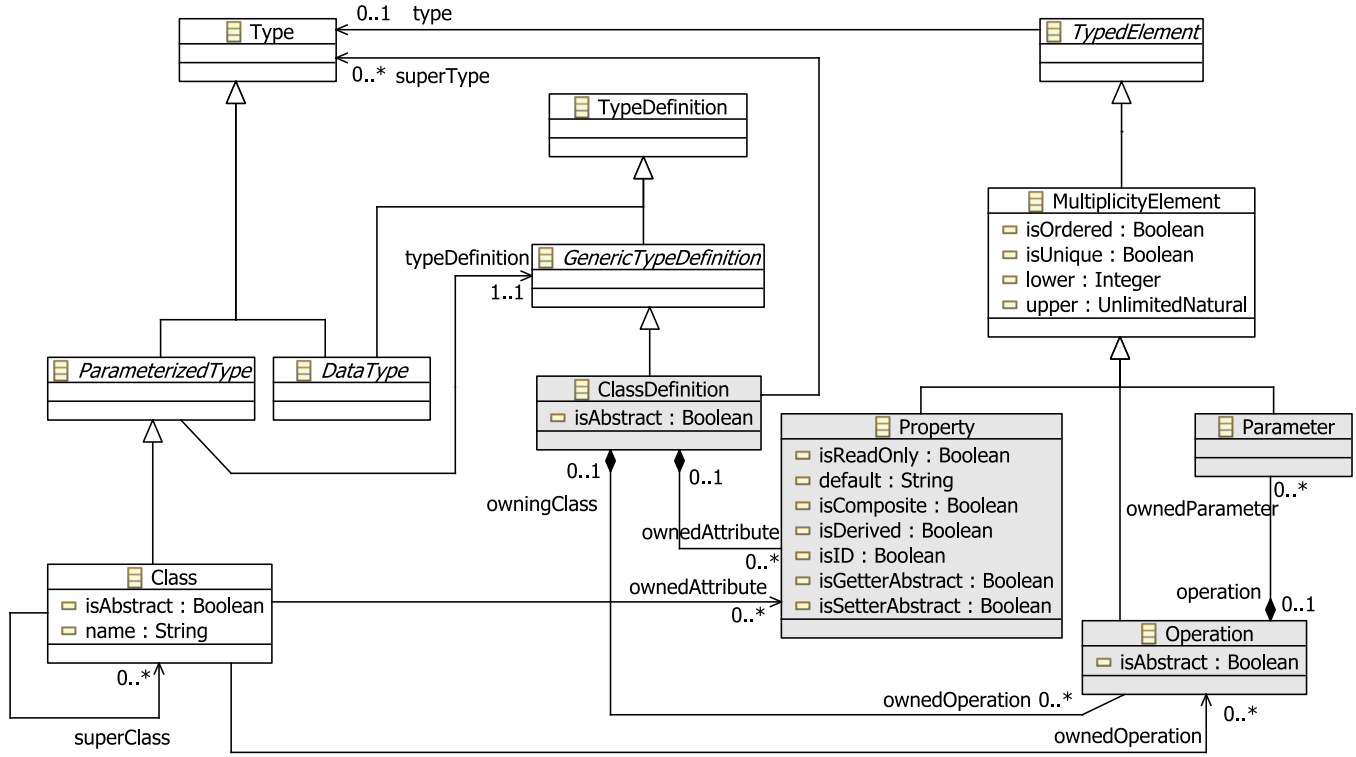 0..1 type
Type
TypedElement
0..* superType
TypeDefinition
MultiplicityElement
isOrdered : Boolean
isUnique : Boolean
lower : Integer
upper : UnlimitedNatural
typeDefinition
1..1
GenericTypeDefinition
ParameterizedType
DataType
ClassDefinition
isAbstract : Boolean
0..1
owningClass
0..1
ownedAttribute
0..*
Property
isReadOnly : Boolean
default : String
isComposite : Boolean
isDerived : Boolean
isID : Boolean
isGetterAbstract : Boolean
isSetterAbstract : Boolean
Parameter
0..*
ownedParameter
operation
0..1
Class
isAbstract : Boolean
name : String
ownedAttribute
0..*
0..*
superClass
Operation
isAbstract : Boolean
ownedOperation 0..*
0..*
ownedOperation